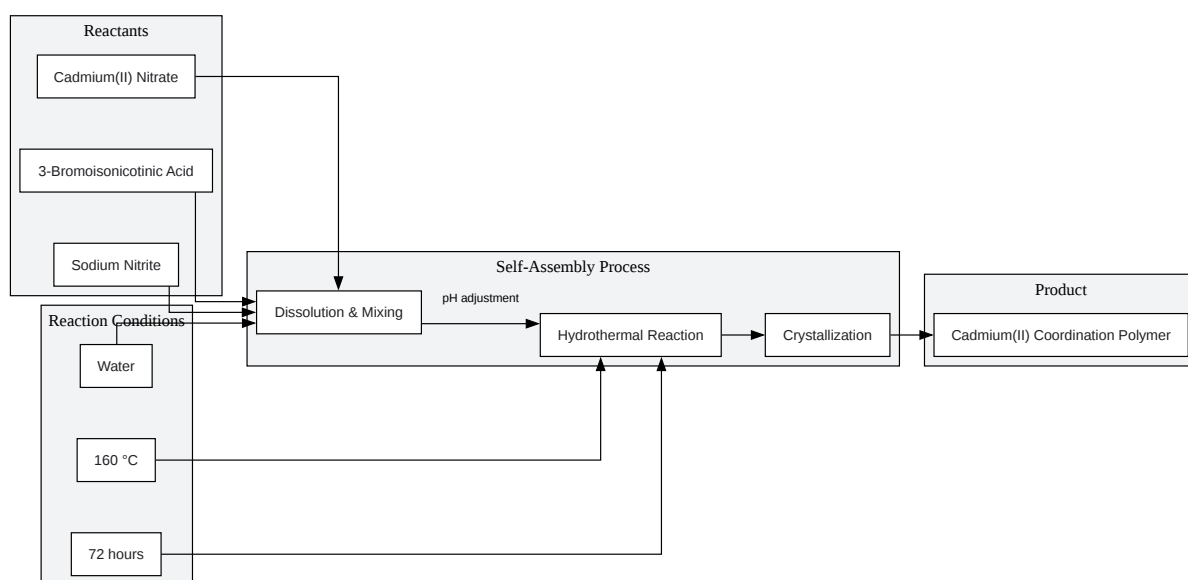 Reactants
Cadmium(II) Nitrate
3-Bromoisonicotinic Acid
Sodium Nitrite
Reaction Conditions
Water
160 °C
72 hours
Self-Assembly Process
Dissolution & Mixing
pH adjustment
Hydrothermal Reaction
Crystallization
Product
Cadmium(II) Coordination Polymer